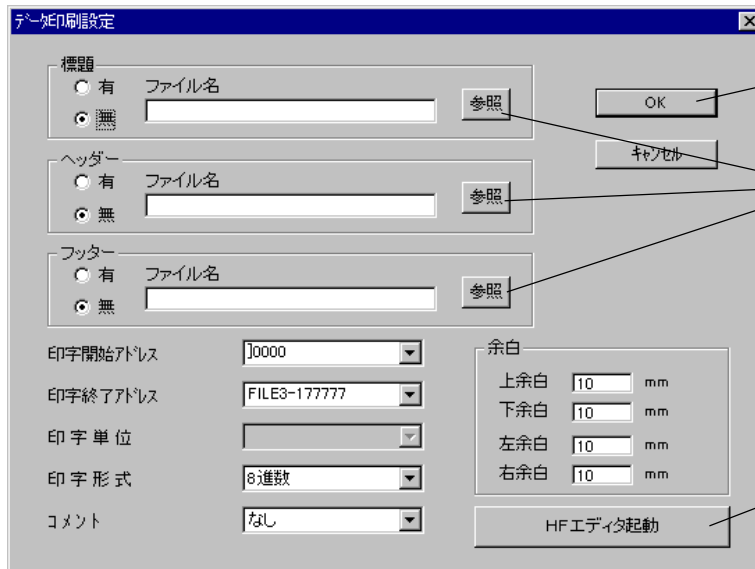 データ印刷設定
標題
有 ファイル名
無
参照
OK
キャンセル
ヘッダー
有 ファイル名
無
参照
フッター
有 ファイル名
無
参照
印字開始アドレス ]0000
印字終了アドレス FILE3-177777
印字単位
印字形式 8進数
コメント なし
余白
上余白 10 mm
下余白 10 mm
左余白 10 mm
右余白 10 mm
HFエディタ起動